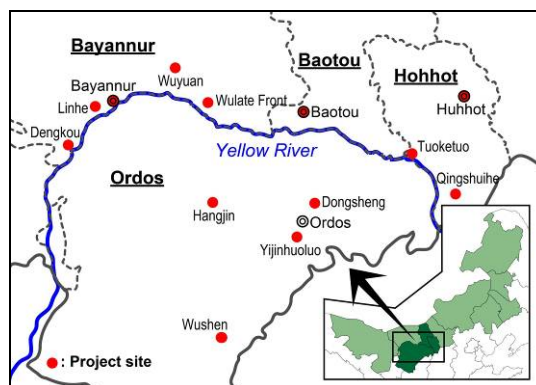 Bayannur
Baotou
Hohhot
Wuyuan
Bayannur
Linhe
Wulate Front
Baotou
Huhhot
Dengkou
Yellow River
Tuoketuo
Qingshuihe
Ordos
Hangjin
Dongsheng
Ordos
Yijinhuoluo
Wushen
: Project site